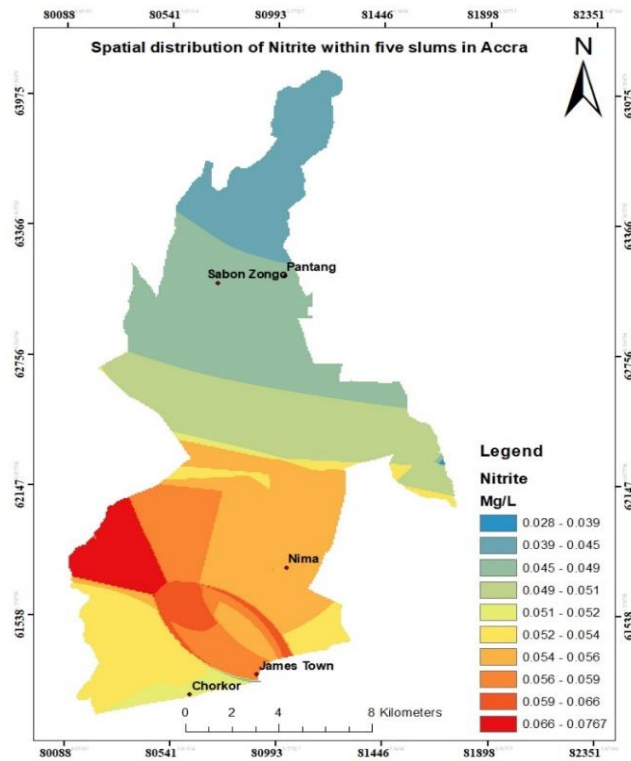 80088 80541 80993 81446 81898 82351
Spatial distribution of Nitrite within five slums in Accra
N
63975 63975
63366 63366
Sabon Zongo Pantang
62756 62756
Legend
Nitrite
Mg/L
62147 62147
0.028 - 0.039
0.039 - 0.045
0.045 - 0.049
0.049 - 0.051
0.051 - 0.052
0.052 - 0.054
0.054 - 0.056
0.056 - 0.059
0.059 - 0.066
0.066 - 0.0767
Nima
61538 61538
James Town
Chorkor
0 2 4 8 Kilometers
80088 80541 80993 81446 81898 82351